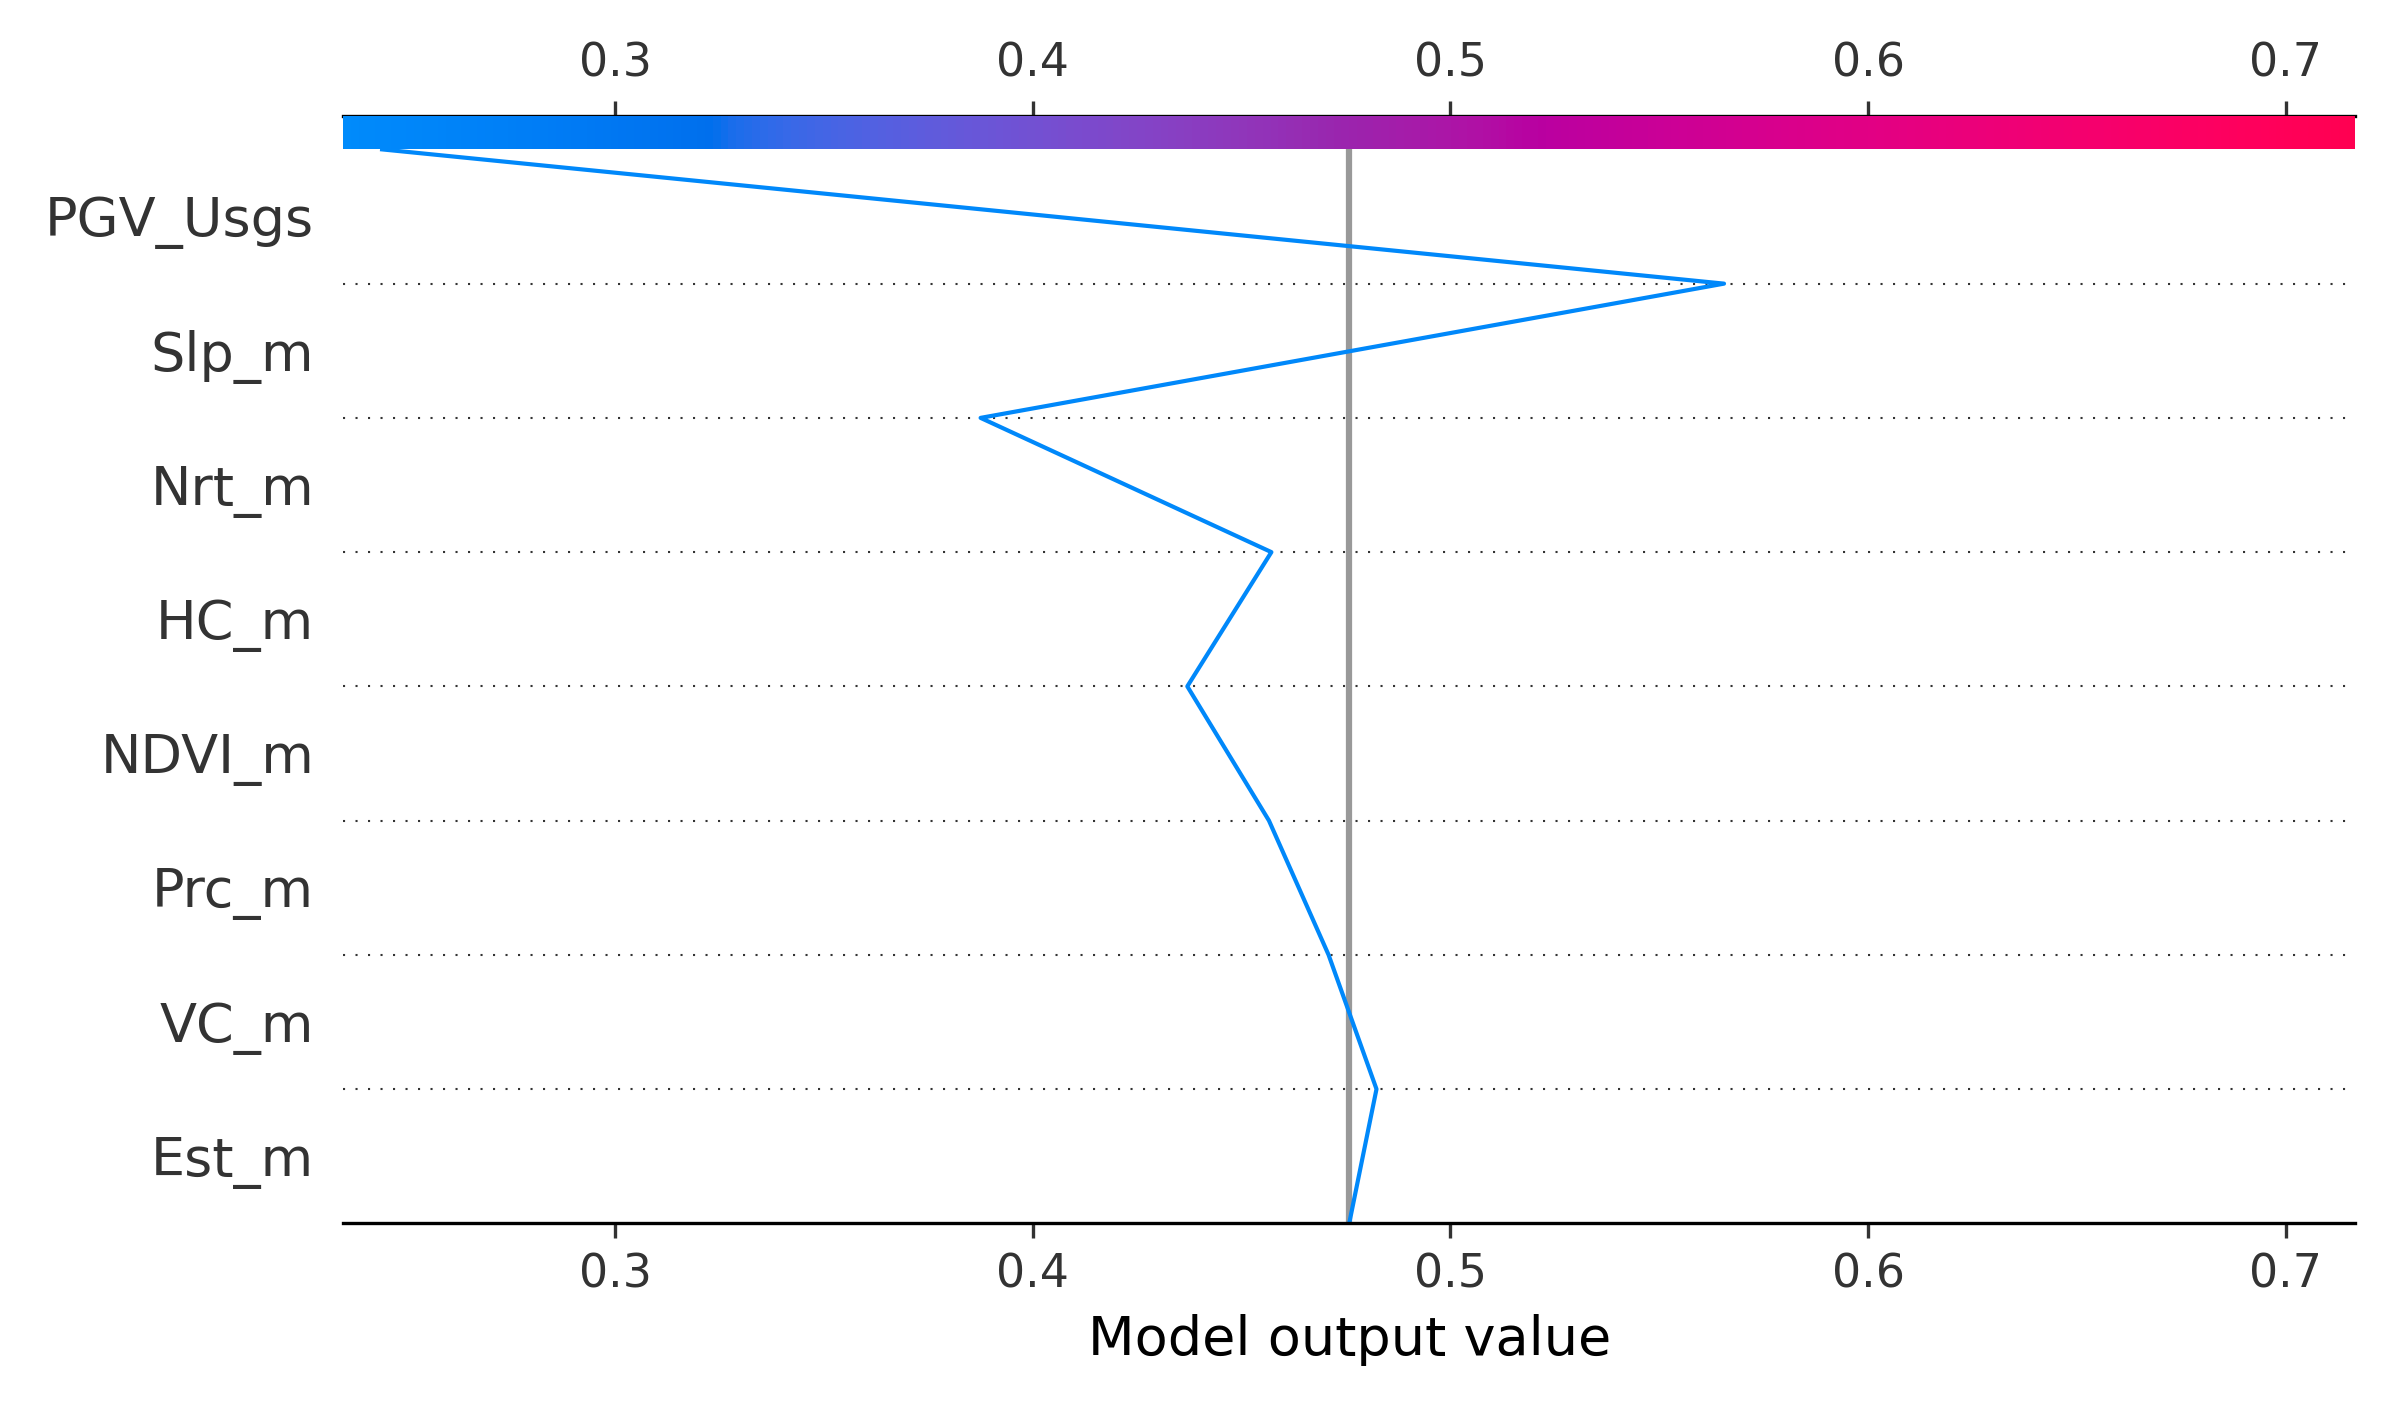 0.3 0.4 0.5 0.6 0.7
PGV_Usgs
Slp_m
Nrt_m
HC_m
NDVI_m
Prc_m
VC_m
Est_m
0.3 0.4 0.5 0.6 0.7
Model output value